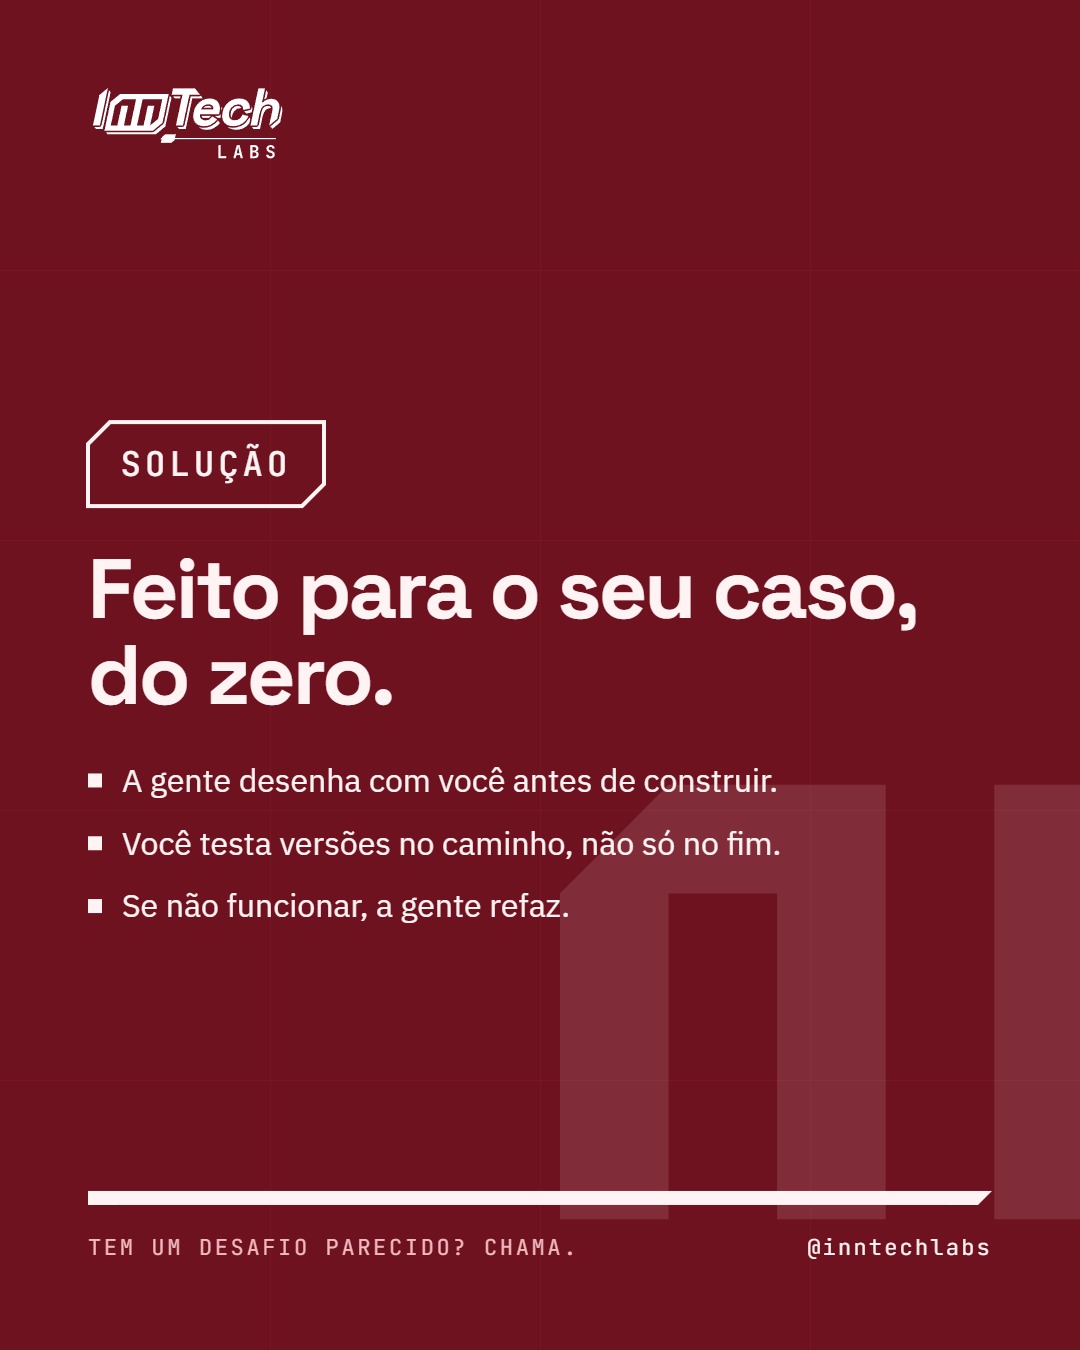 InnTech
LABS
SOLUÇÃO
Feito para o seu caso,
do zero.
A gente desenha com você antes de construir.
Você testa versões no caminho, não só no fim.
Se não funcionar, a gente refaz.
TEM UM DESAFIO PARECIDO? CHAMA.
@inntechlabs